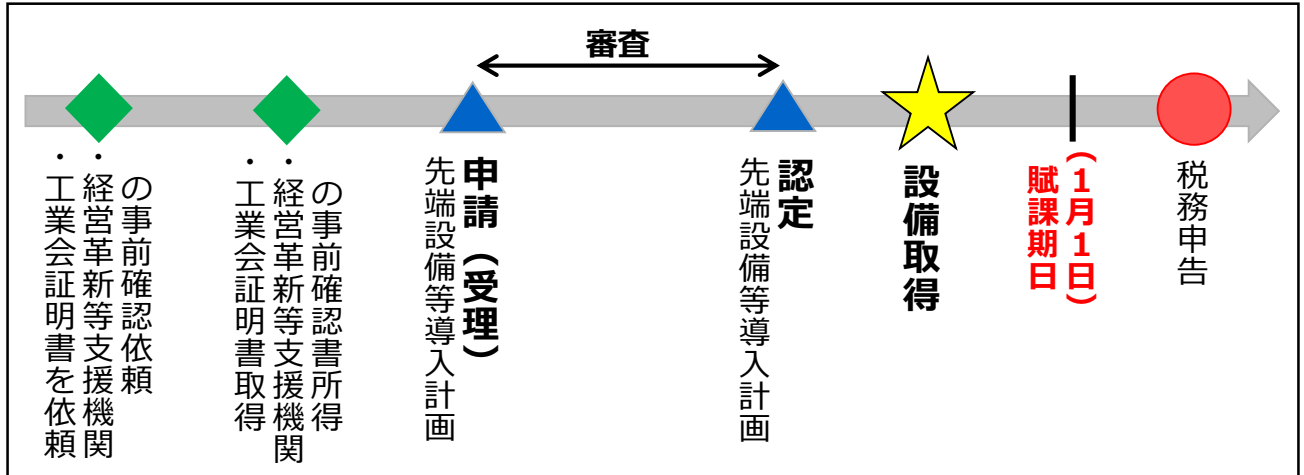 審査
・工業会証明書を依頼
・経営革新等支援機関
の事前確認依頼
・工業会証明書取得
・経営革新等支援機関
の事前確認書所得
先端設備等導入計画
申請（受理）
先端設備等導入計画
認定
設備取得
賦課期日
（1月1日）
税務申告